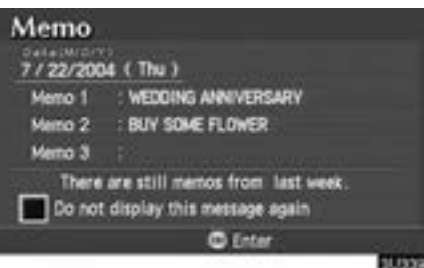 Memo
Date(M/D/Y)
7 / 22/2004 ( Thu )
Memo 1 : WEDDING ANNIVERSARY
Memo 2 : BUY SOME FLOWER
Memo 3 :
There are still memos from last week.
Do not display this message again
Enter